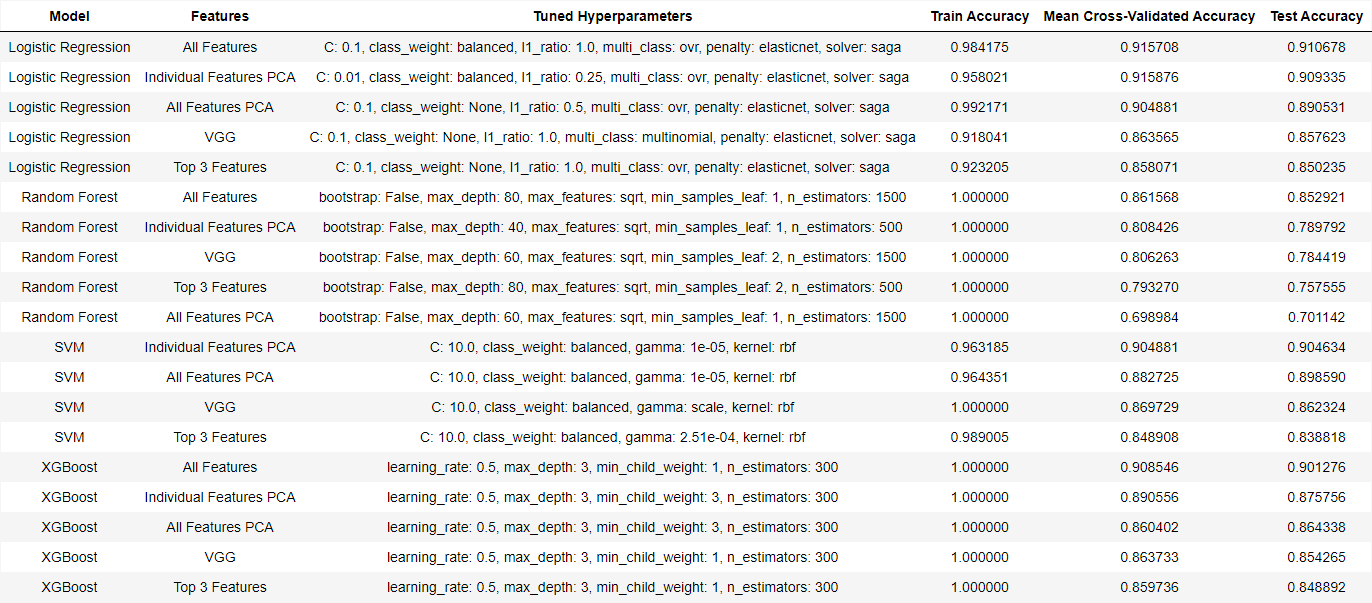 Model Features Tuned Hyperparameters Train Accuracy Mean Cross-Validated Accuracy Test Accuracy
Logistic Regression All Features C: 0.1, class_weight: balanced, l1_ratio: 1.0, multi_class: ovr, penalty: elasticnet, solver: saga 0.984175 0.915708 0.910678
Logistic Regression Individual Features PCA C: 0.01, class_weight: balanced, l1_ratio: 0.25, multi_class: ovr, penalty: elasticnet, solver: saga 0.958021 0.915876 0.909335
Logistic Regression All Features PCA C: 0.1, class_weight: None, l1_ratio: 0.5, multi_class: ovr, penalty: elasticnet, solver: saga 0.992171 0.904881 0.890531
Logistic Regression VGG C: 0.1, class_weight: None, l1_ratio: 1.0, multi_class: multinomial, penalty: elasticnet, solver: saga 0.918041 0.863565 0.857623
Logistic Regression Top 3 Features C: 0.1, class_weight: None, l1_ratio: 1.0, multi_class: ovr, penalty: elasticnet, solver: saga 0.923205 0.858071 0.850235
Random Forest All Features bootstrap: False, max_depth: 80, max_features: sqrt, min_samples_leaf: 1, n_estimators: 1500 1.000000 0.861568 0.852921
Random Forest Individual Features PCA bootstrap: False, max_depth: 40, max_features: sqrt, min_samples_leaf: 1, n_estimators: 500 1.000000 0.808426 0.789792
Random Forest VGG bootstrap: False, max_depth: 60, max_features: sqrt, min_samples_leaf: 2, n_estimators: 1500 1.000000 0.806263 0.784419
Random Forest Top 3 Features bootstrap: False, max_depth: 80, max_features: sqrt, min_samples_leaf: 2, n_estimators: 500 1.000000 0.793270 0.757555
Random Forest All Features PCA bootstrap: False, max_depth: 60, max_features: sqrt, min_samples_leaf: 1, n_estimators: 1500 1.000000 0.698984 0.701142
SVM Individual Features PCA C: 10.0, class_weight: balanced, gamma: 1e-05, kernel: rbf 0.963185 0.904881 0.904634
SVM All Features PCA C: 10.0, class_weight: balanced, gamma: 1e-05, kernel: rbf 0.964351 0.882725 0.898590
SVM VGG C: 10.0, class_weight: balanced, gamma: scale, kernel: rbf 1.000000 0.869729 0.862324
SVM Top 3 Features C: 10.0, class_weight: balanced, gamma: 2.51e-04, kernel: rbf 0.989005 0.848908 0.838818
XGBoost All Features learning_rate: 0.5, max_depth: 3, min_child_weight: 1, n_estimators: 300 1.000000 0.908546 0.901276
XGBoost Individual Features PCA learning_rate: 0.5, max_depth: 3, min_child_weight: 3, n_estimators: 300 1.000000 0.890556 0.875756
XGBoost All Features PCA learning_rate: 0.5, max_depth: 3, min_child_weight: 3, n_estimators: 300 1.000000 0.860402 0.864338
XGBoost VGG learning_rate: 0.5, max_depth: 3, min_child_weight: 1, n_estimators: 300 1.000000 0.863733 0.854265
XGBoost Top 3 Features learning_rate: 0.5, max_depth: 3, min_child_weight: 1, n_estimators: 300 1.000000 0.859736 0.848892